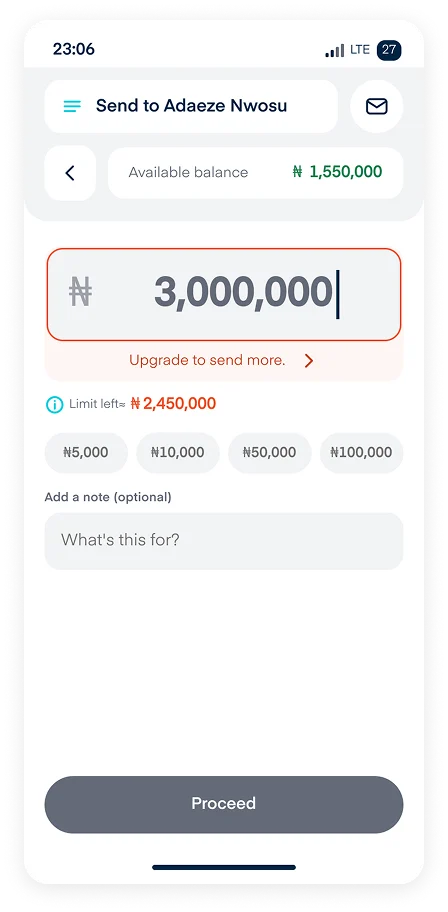 23:06
LTE 27
Send to Adaeze Nwosu
Available balance ₦ 1,550,000
₦ 3,000,000
Upgrade to send more.
Limit left≈ ₦ 2,450,000
₦5,000 ₦10,000 ₦50,000 ₦100,000
Add a note (optional)
What's this for?
Proceed